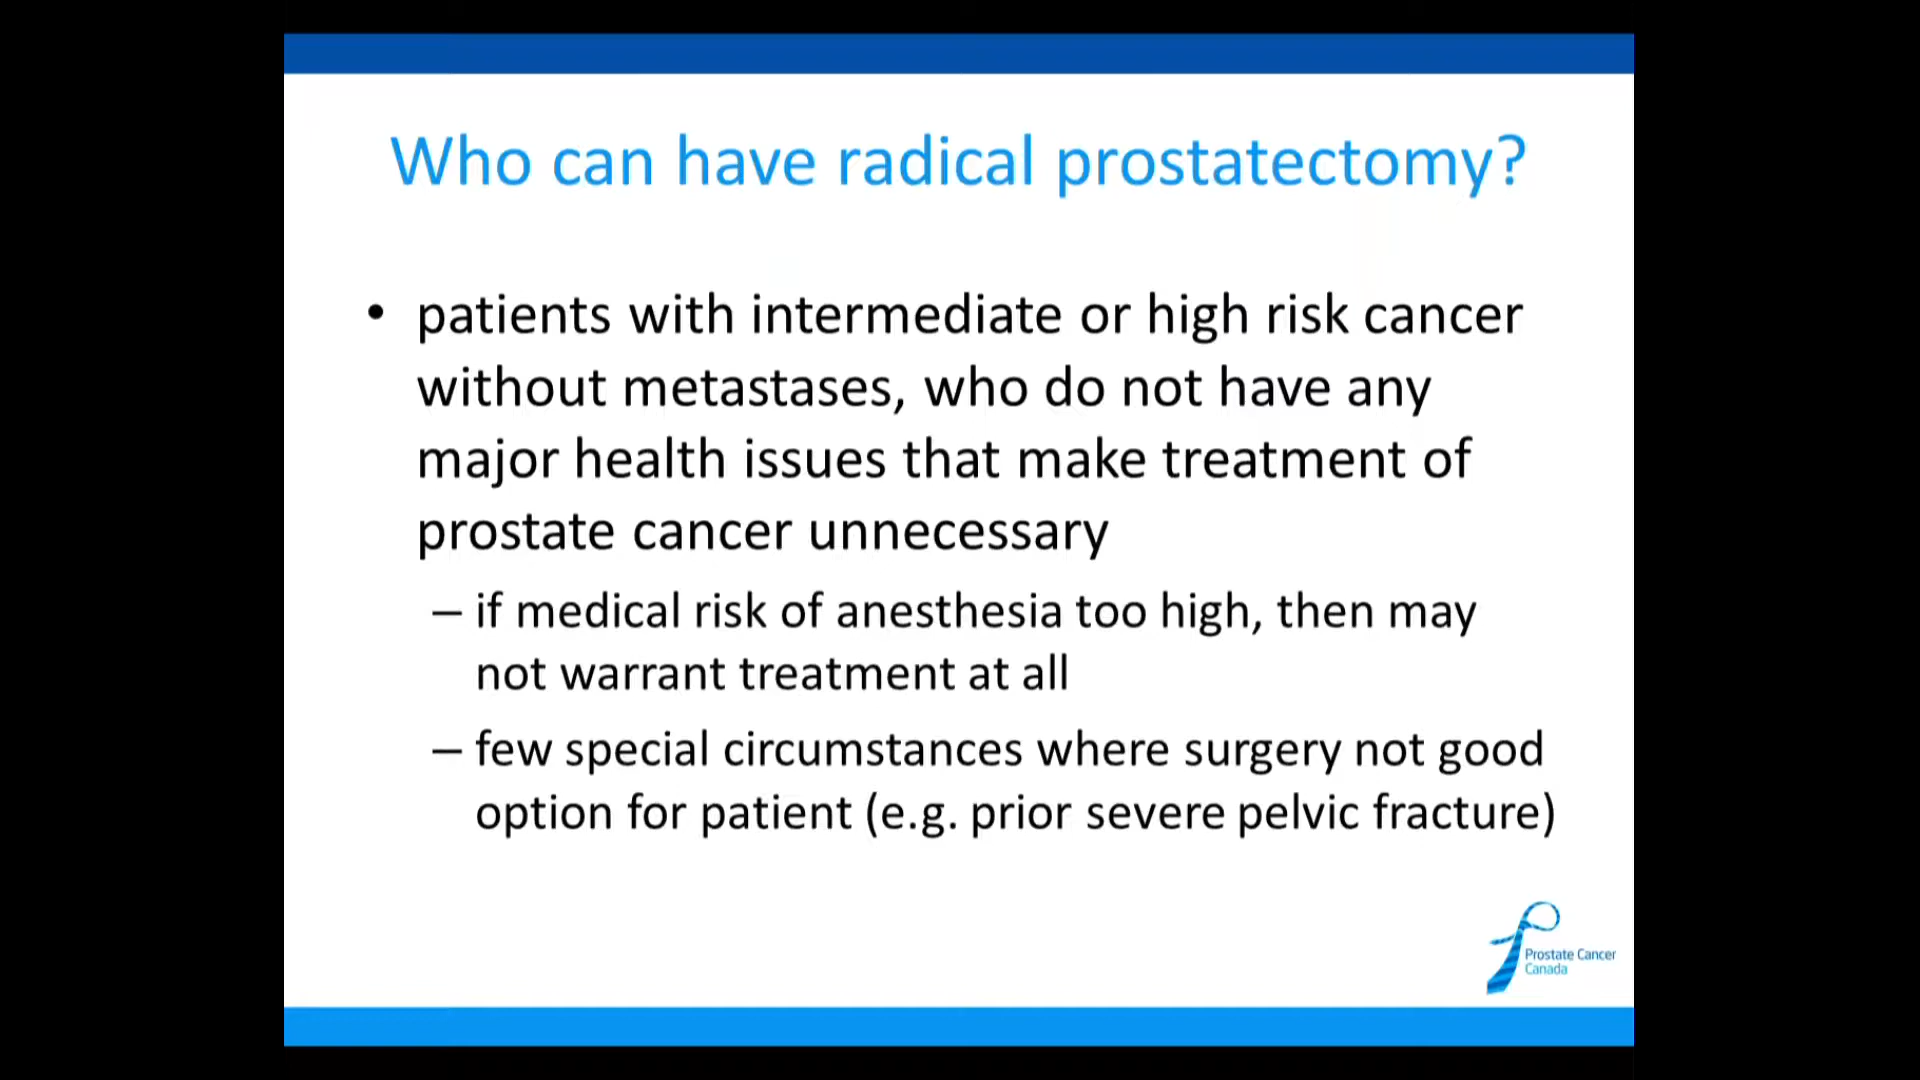 Who can have radical prostatectomy?
• patients with intermediate or high risk cancer
without metastases, who do not have any
major health issues that make treatment of
prostate cancer unnecessary
– if medical risk of anesthesia too high, then may
not warrant treatment at all
– few special circumstances where surgery not good
option for patient (e.g. prior severe pelvic fracture)
Prostate Cancer
Canada